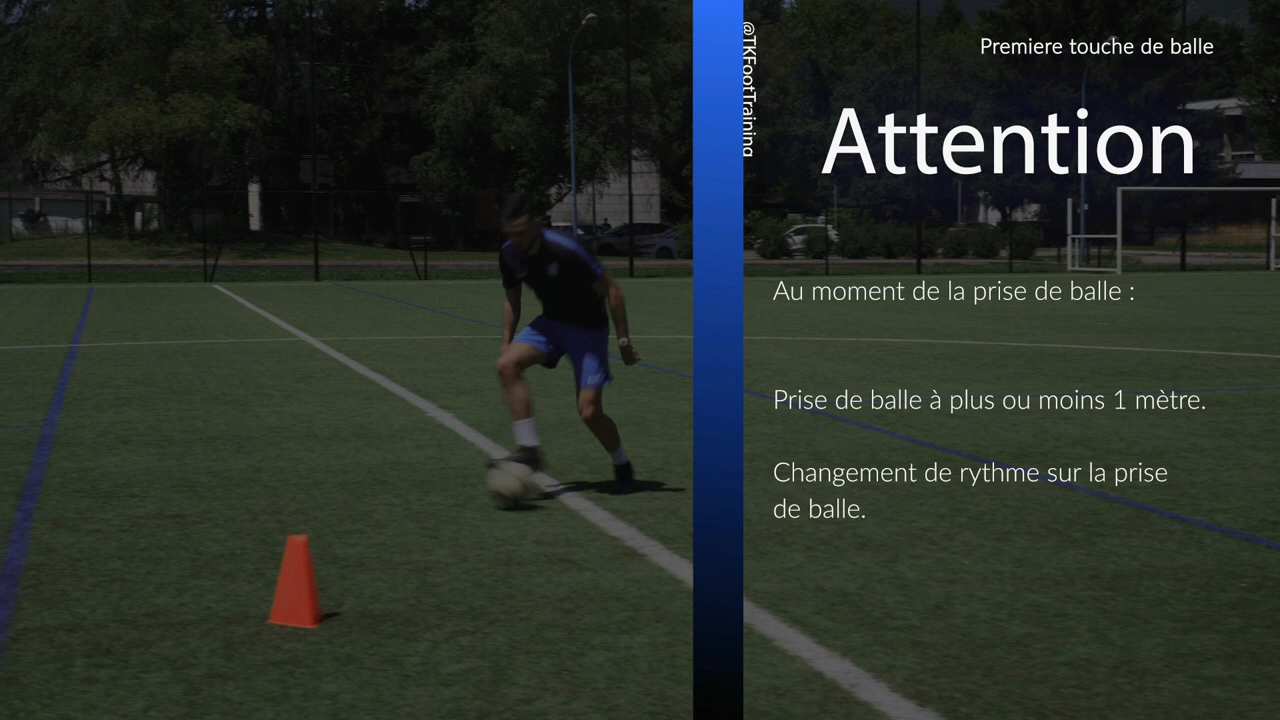 Premiere touche de balle
@TKFootTraining
Attention
Au moment de la prise de balle :
Prise de balle à plus ou moins 1 mètre.
Changement de rythme sur la prise
de balle.